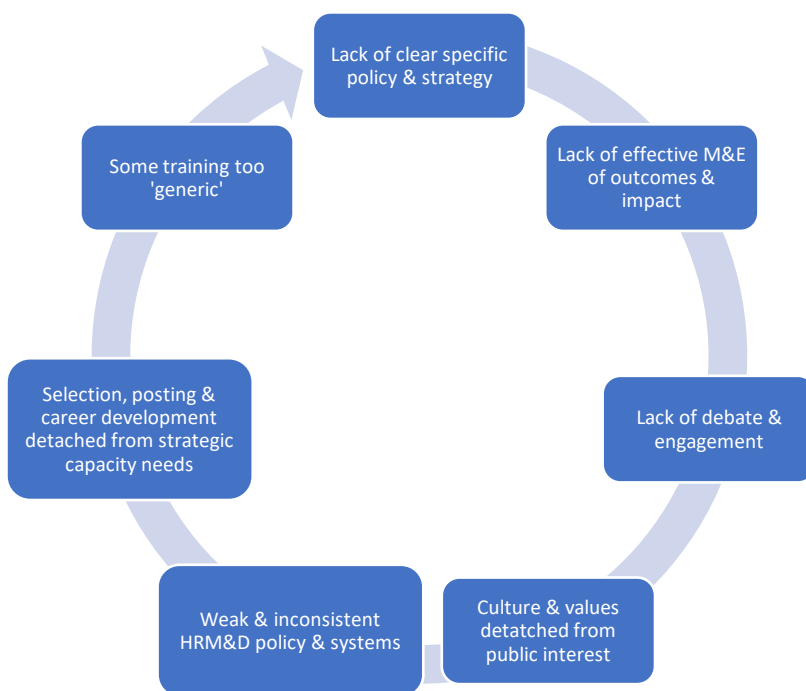 Lack of clear specific
policy & strategy
Lack of effective M&E
of outcomes &
impact
Lack of debate &
engagement
Culture & values
detatched from
public interest
Weak & inconsistent
HRM&D policy & systems
Selection, posting &
career development
detached from strategic
capacity needs
Some training too
'generic'